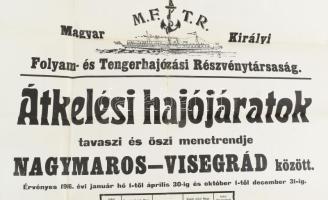 M.F.T.R.
Magyar Királyi
Folyam- és Tengerhajózási Részvénytársaság.
Átkelési hajójáratok
tavaszi és őszi menetrendje
NAGYMAROS—VISEGRÁD között.
Érvényes 1916. évi január hó 1-től április 30-ig és október 1-től december 31-ig.